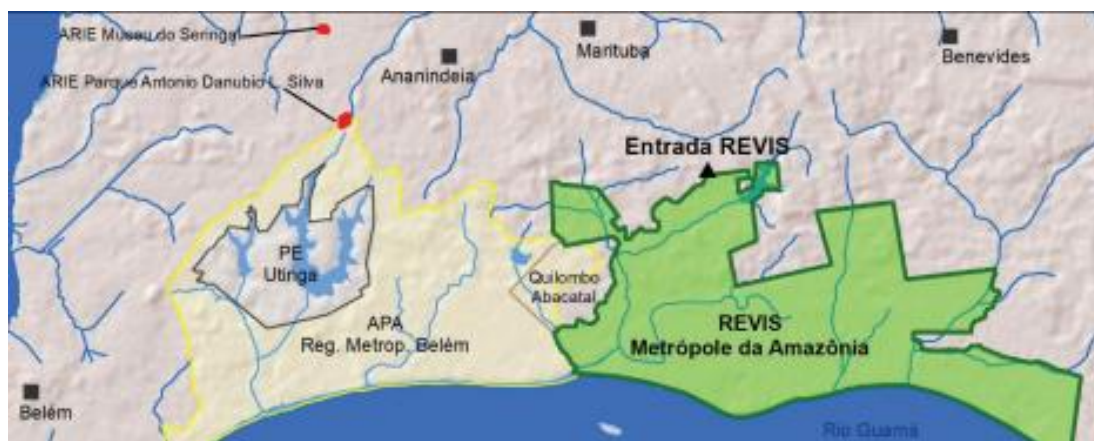 ARIE Museu do Seringal
ARIE Parque Antonio Danubio L. Silva
Ananindeia
Marituba
Benevides
Entrada REVIS
PE
Utinga
Quilombo
Abacatal
APA
Reg. Metrop. Belém
REVIS
Metrópole da Amazônia
Belém
Rio Guamá